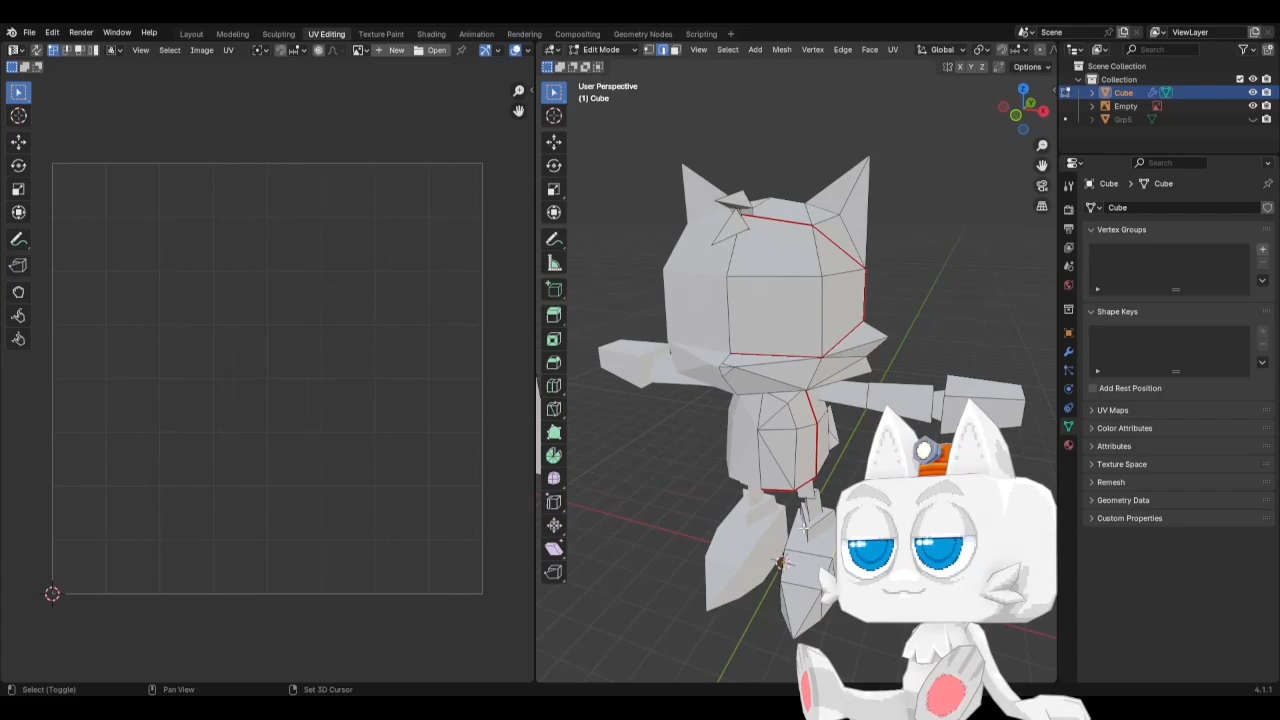 File Edit Render Window Help Layout Modeling Sculpting UV Editing Texture Paint Shading Animation Rendering Compositing Geometry Nodes Scripting + Scene ViewLayer
View Select Image UV New Open Edit Mode View Select Add Mesh Vertex Edge Face UV Global Search
X Y Z Options Scene Collection
Collection
User Perspective
(1) Cube
Cube
Empty
Grp5
Search
Cube Cube
Cube
Vertex Groups
Shape Keys
Add Rest Position
UV Maps
Color Attributes
Attributes
Texture Space
Remesh
Geometry Data
Custom Properties
Select (Toggle) Pan View Set 3D Cursor 4.1.1